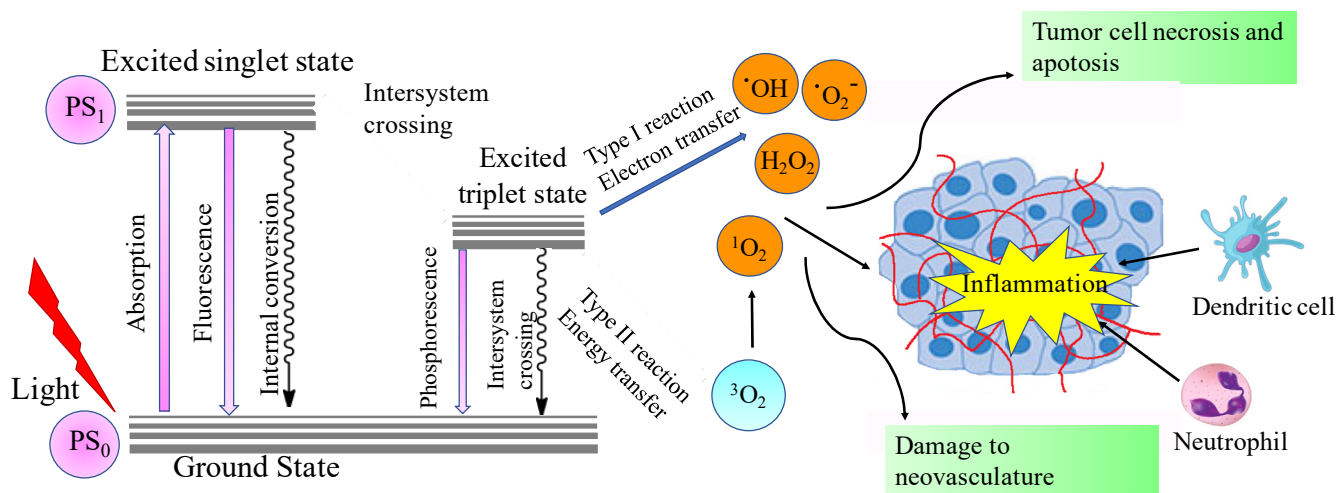 Excited singlet state
PS₁
Intersystem
crossing
Absorption
Fluorescence
Internal conversion
Light
PS₀
Ground State
Excited
triplet state
Phosphorescence
Intersystem
crossing
Type I reaction
Electron transfer
Type II reaction
Energy transfer
·OH
·O₂⁻
H₂O₂
¹O₂
³O₂
Tumor cell necrosis and
apotosis
Inflammation
Dendritic cell
Neutrophil
Damage to
neovasculature